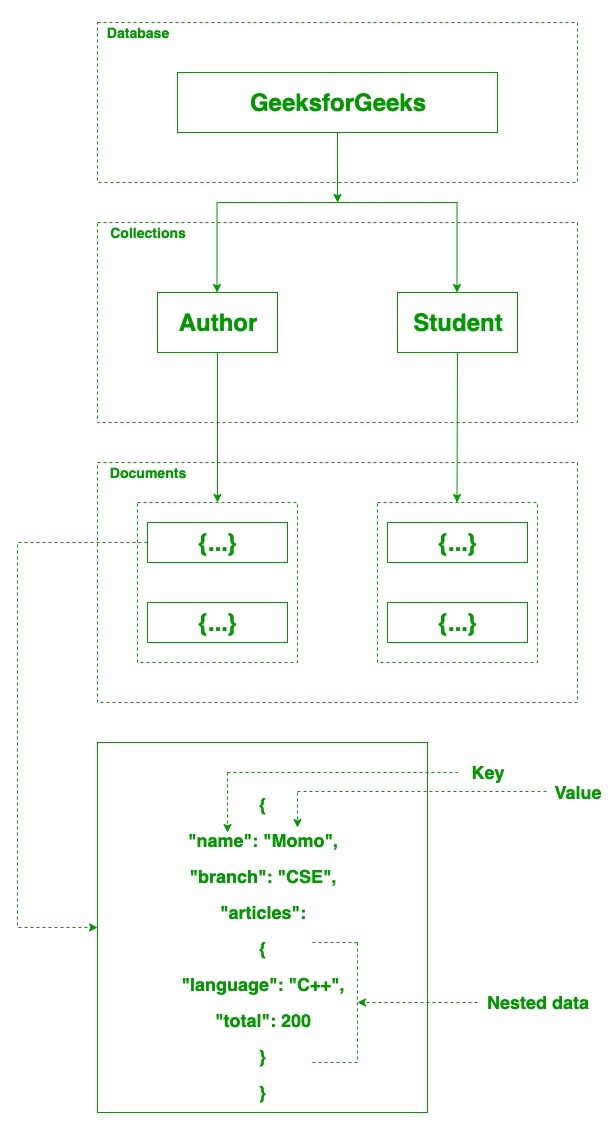 Database
GeeksforGeeks
Collections
Author
Student
Documents
{...}
{...}
{...}
{...}
Key
Value
{
"name": "Momo",
"branch": "CSE",
"articles":
{
"language": "C++",
"total": 200
Nested data
}
}